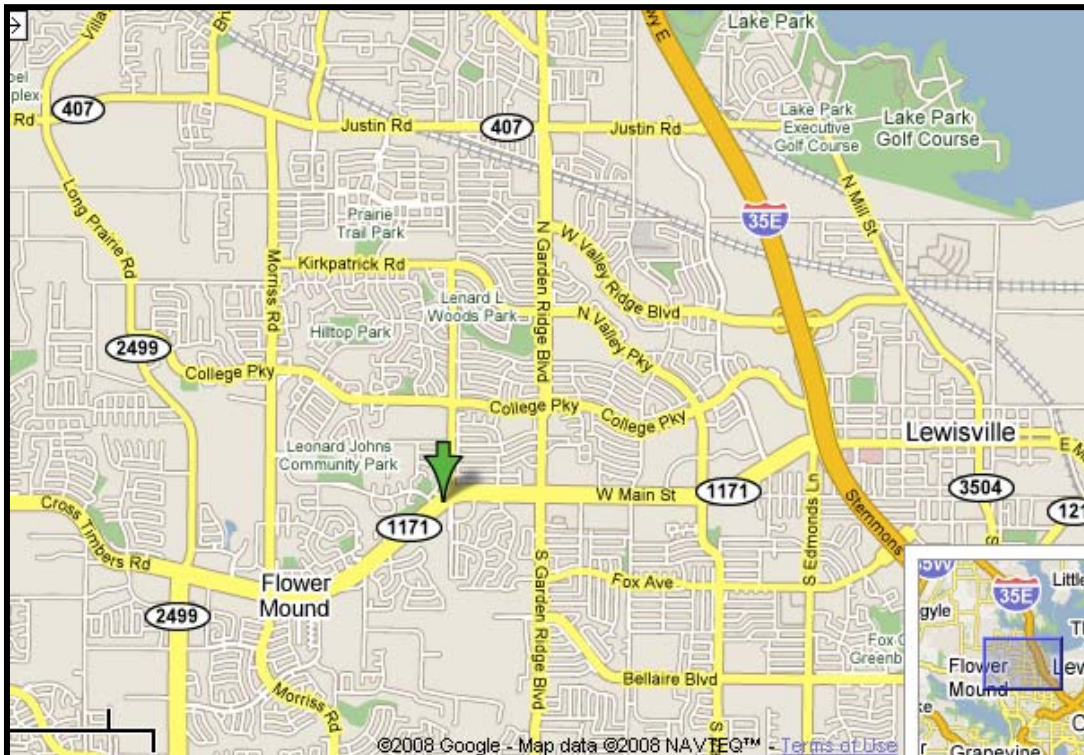 Lake Park
407
Rd
Justin Rd
407
Justin Rd
Lake Park
Executive
Golf Course
Lake Park
Golf Course
N Mill St
Long Prairie Rd
Prairie
Trail Park
Morriss Rd
N Garden Ridge Blvd
W Valley Ridge Blvd
35E
Kirkpatrick Rd
Lenard L
Woods Park
Hilltop Park
N Valley Pky
2499
College Pky
College Pky
College Pky
Lewisville
Leonard Johns
Community Park
1171
W Main St
1171
3504
Cross Timbers Rd
S Edmonds Ln
Stemmons
121
Flower
Mound
2499
S Garden Ridge Blvd
Fox Ave
Bellaire Blvd
Morriss Rd
35E
Flower
Mound
Grapevine
©2008 Google - Map data ©2008 NAVTEQ™ - Terms of Use